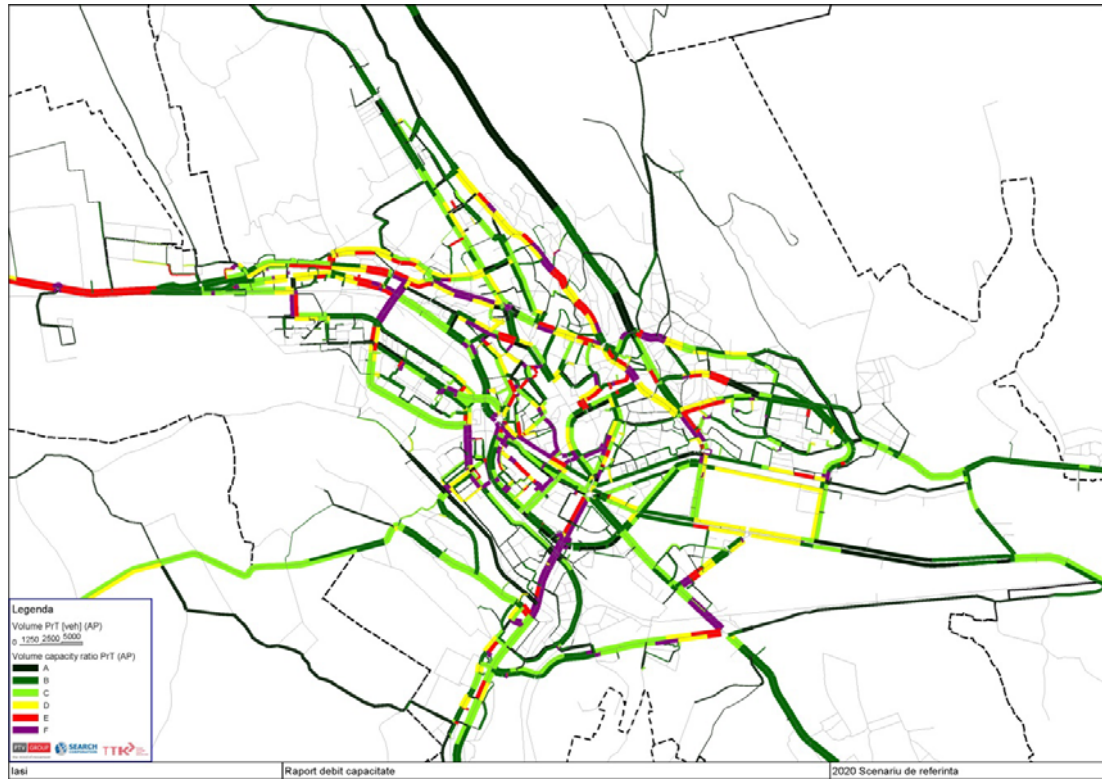 Legenda
Volume PrT [veh] (AP)
0 1250 2500 5000
Volume capacity ratio PrT (AP)
A
B
C
D
E
F
PTV GROUP SEARCH CORPORATION TTK
Iasi Raport debit capacitate 2020 Scenariu de referinta